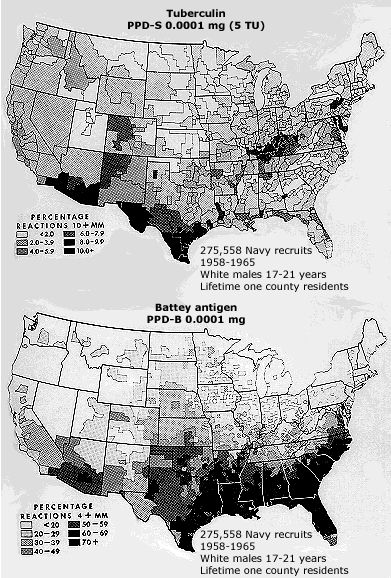 Tuberculin
PPD-S 0.0001 mg (5 TU)
PERCENTAGE
REACTIONS 10+MM
<2.0
6.0-7.9
2.0-3.9
8.0-9.9
4.0-5.9
10.0+
275,558 Navy recruits
1958-1965
White males 17-21 years
Lifetime one county residents
Battey antigen
PPD-B 0.0001 mg
PERCENTAGE
REACTIONS 4+MM
<20
50-59
20-29
60-69
30-39
70+
40-49
275,558 Navy recruits
1958-1965
White males 17-21 years
Lifetime one county residents